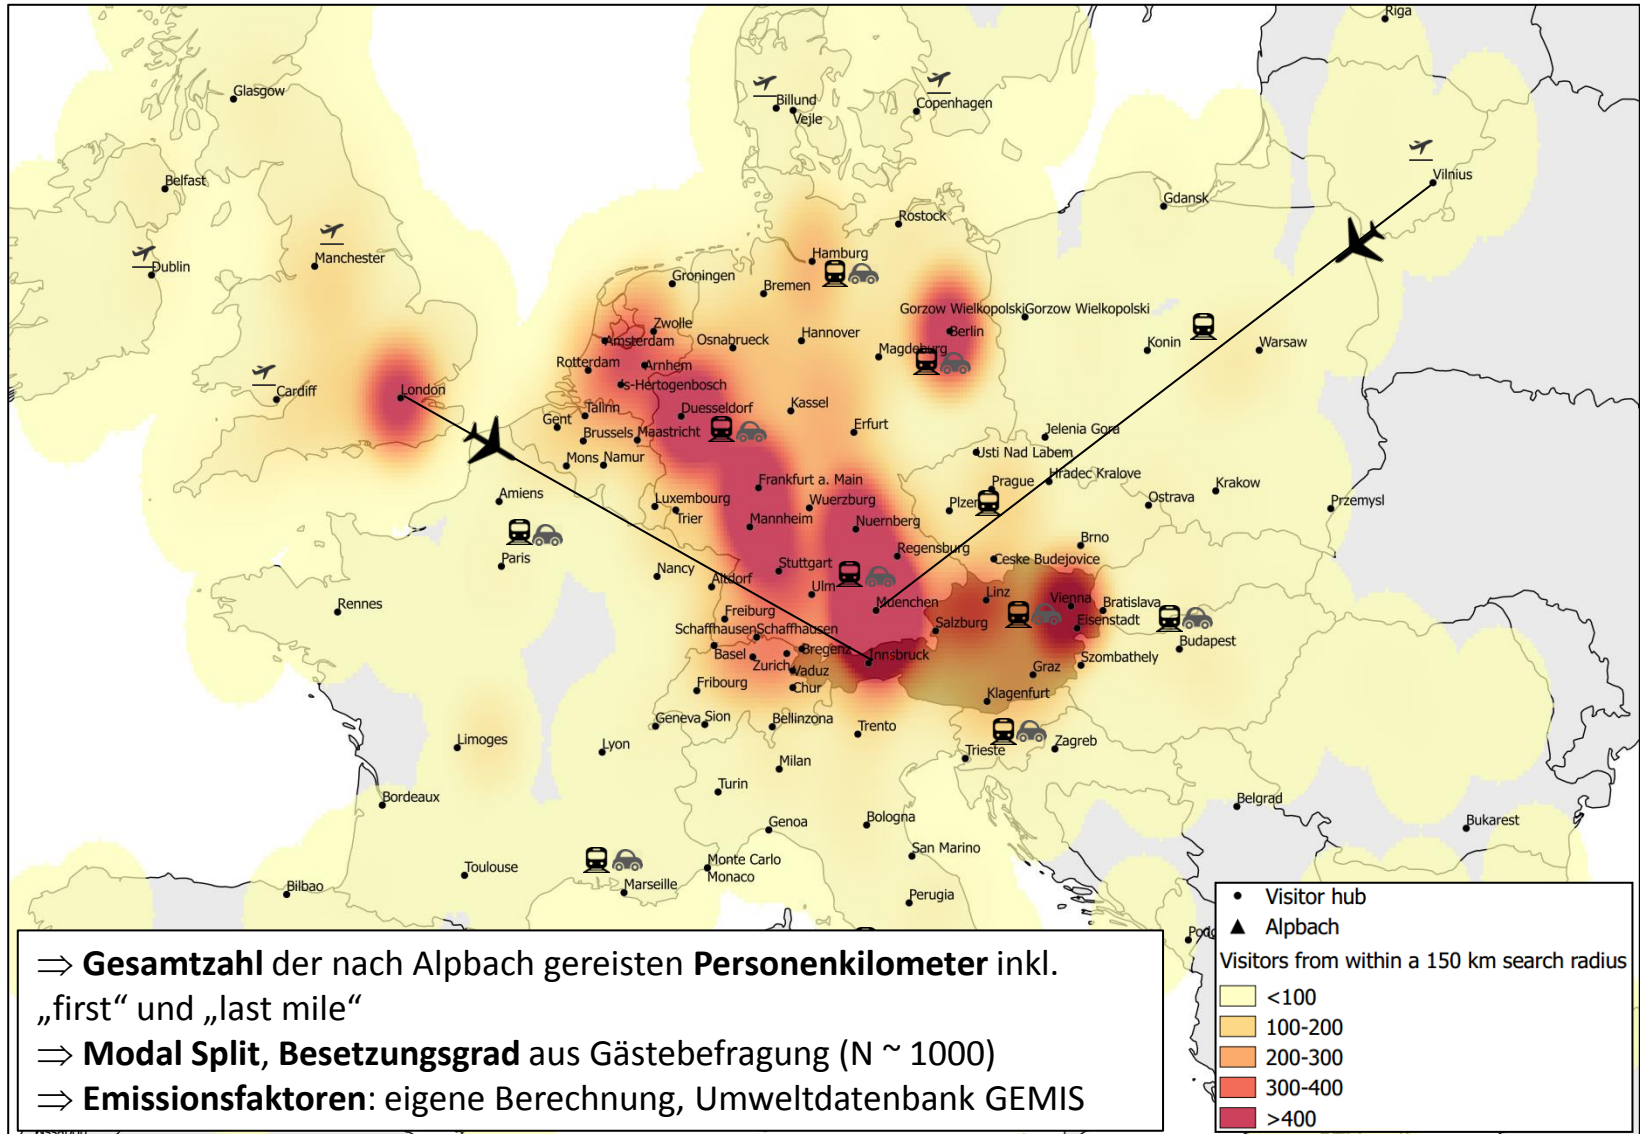 Riga
Glasgow
Billund
Vejle
Copenhagen
Belfast
Vilnius
Gdansk
Rostock
Manchester
Dublin
Hamburg
Groningen
Bremen
Gorzow Wielkopolski
Gorzow Wielkopolski
Zwolle
Berlin
Amsterdam
Osnabrueck
Hannover
Magdeburg
Konin
Warsaw
Rotterdam
Arnhem
London
Cardiff
s-Hertogenbosch
Tallinn
Duesseldorf
Kassel
Gent
Brussels
Maastricht
Erfurt
Jelenia Gora
Mons
Namur
Usti Nad Labem
Frankfurt a. Main
Prague
Hradec Kralove
Krakow
Amiens
Luxembourg
Wuerzburg
Plzen
Ostrava
Przemysl
Trier
Mannheim
Nuernberg
Brno
Paris
Regensburg
Ceske Budejovice
Nancy
Stuttgart
Altdorf
Ulm
Linz
Vienna
Bratislava
Rennes
Muenchen
Freiburg
Salzburg
Eisenstadt
Schaffhausen
Schaffhausen
Budapest
Basel
Bregenz
Innsbruck
Szombathely
Zurich
Vaduz
Graz
Fribourg
Chur
Klagenfurt
Geneva
Sion
Bellinzona
Trento
Limoges
Lyon
Trieste
Zagreb
Milan
Turin
Bordeaux
Belgrad
Genoa
Bologna
Bukarest
San Marino
Toulouse
Monte Carlo
Monaco
Bilbao
Marseille
Perugia
⇒ Gesamtzahl der nach Alpbach gereisten Personenkilometer inkl.
„first“ und „last mile“
⇒ Modal Split, Besetzungsgrad aus Gästebefragung (N ~ 1000)
⇒ Emissionsfaktoren: eigene Berechnung, Umweltdatenbank GEMIS
Visitor hub
Alpbach
Visitors from within a 150 km search radius
<100
100-200
200-300
300-400
>400